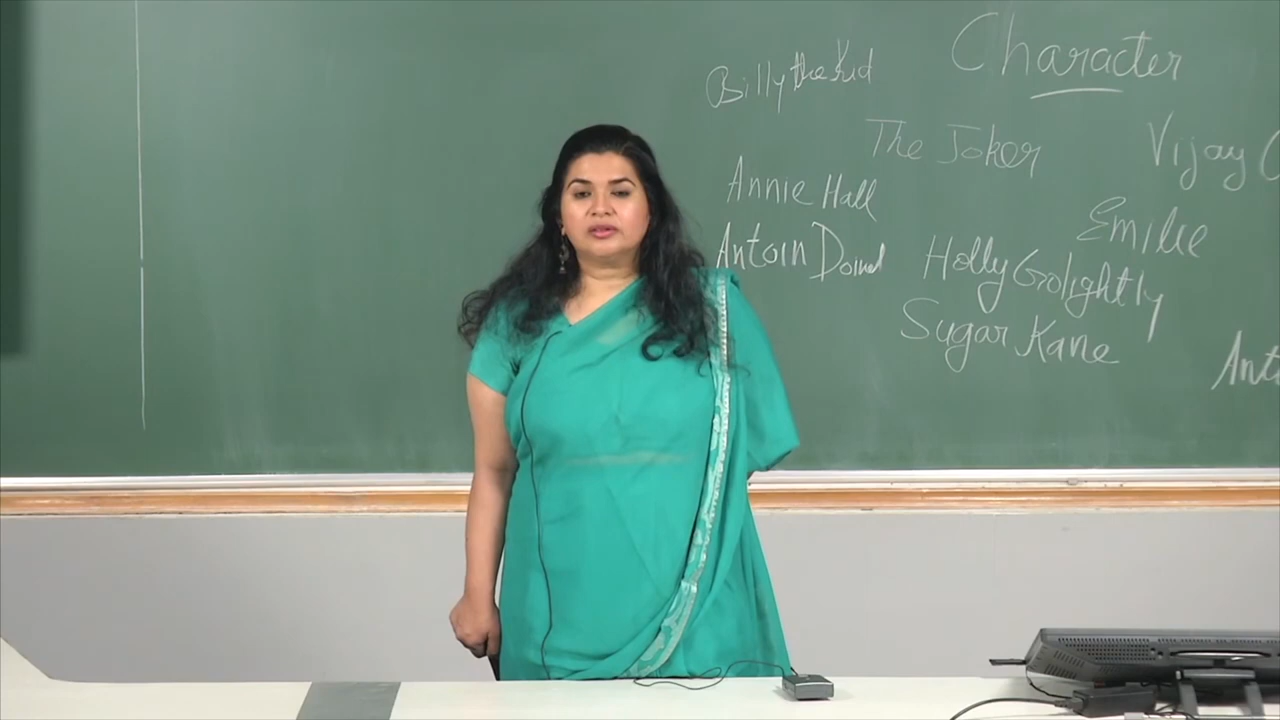 Character
Billy the Kid
The Joker
Vijay
Annie Hall
Emilie
Antoin Doinel
Holly Golightly
Sugar Kane